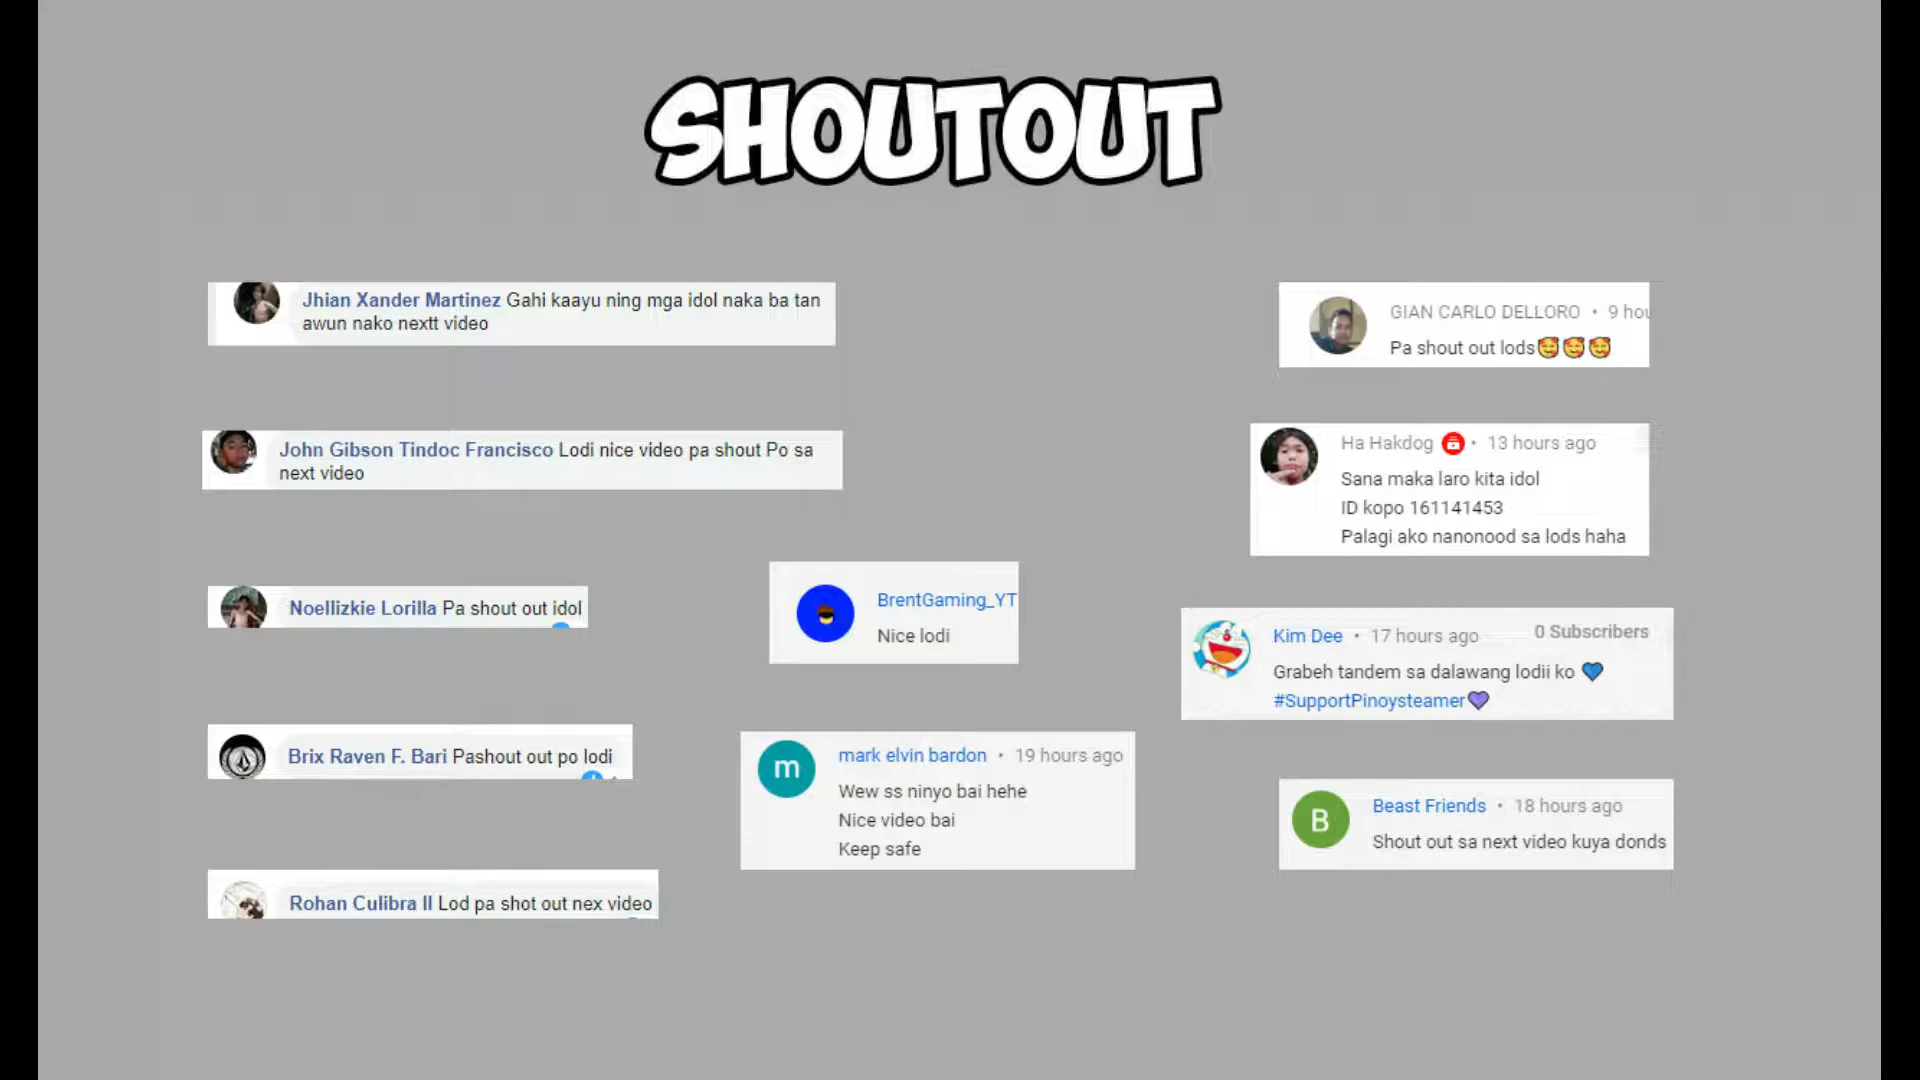 SHOUTOUT
Jhian Xander Martinez Gahi kaayu ning mga idol naka ba tan
awun nako nextt video
John Gibson Tindoc Francisco Lodi nice video pa shout Po sa
next video
Noellizkie Lorilla Pa shout out idol
Brix Raven F. Bari Pashout out po lodi
Rohan Culibra II Lod pa shot out nex video
BrentGaming_YT
Nice lodi
m
mark elvin bardon • 19 hours ago
Wew ss ninyo bai hehe
Nice video bai
Keep safe
GIAN CARLO DELLORO • 9 hou
Pa shout out lods🥰🥰🥰
Ha Hakdog • 13 hours ago
Sana maka laro kita idol
ID kopo 161141453
Palagi ako nanonood sa lods haha
Kim Dee • 17 hours ago 0 Subscribers
Grabeh tandem sa dalawang lodii ko 💙
#SupportPinoysteamer💜
B
Beast Friends • 18 hours ago
Shout out sa next video kuya donds